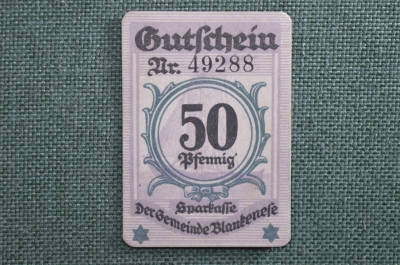 Gutschein
Nr. 49288
50
Pfennig
Sparkasse
Der Gemeinde Blankenese